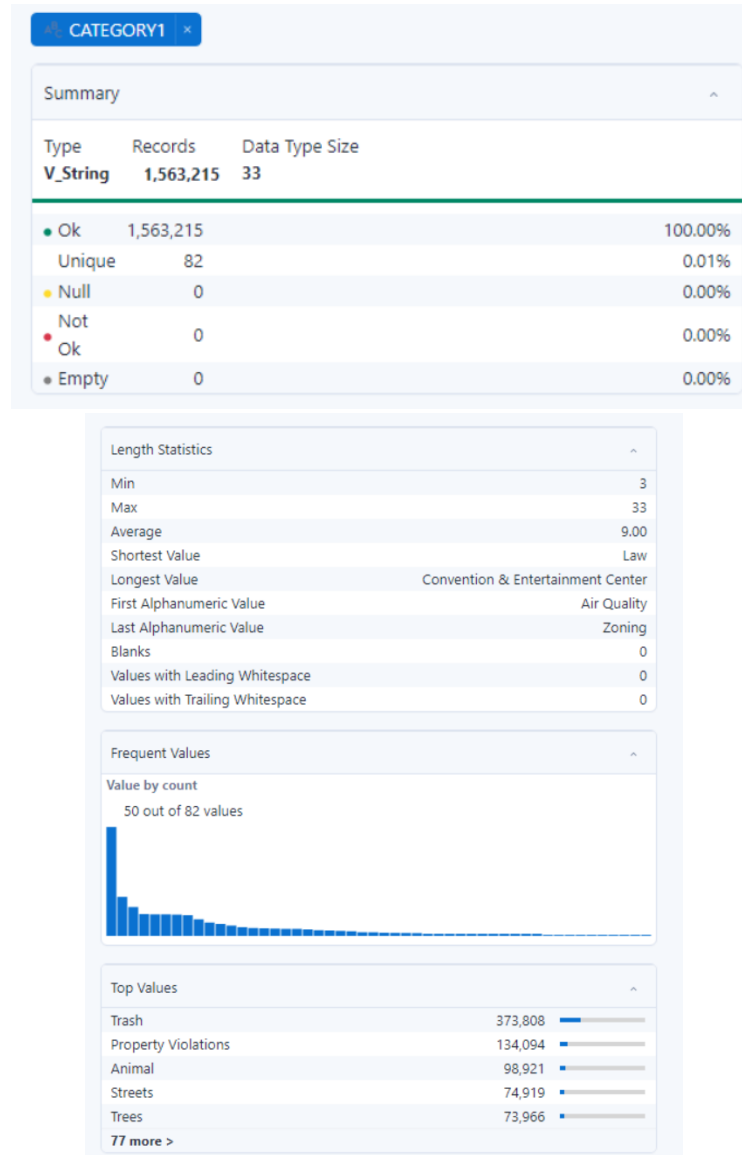 CATEGORY1 ×
Summary
Type Records Data Type Size
V_String 1,563,215 33
Ok 1,563,215 100.00%
Unique 82 0.01%
Null 0 0.00%
Not
Ok 0 0.00%
Empty 0 0.00%
Length Statistics
Min 3
Max 33
Average 9.00
Shortest Value Law
Longest Value Convention & Entertainment Center
First Alphanumeric Value Air Quality
Last Alphanumeric Value Zoning
Blanks 0
Values with Leading Whitespace 0
Values with Trailing Whitespace 0
Frequent Values
Value by count
50 out of 82 values
Top Values
Trash 373,808
Property Violations 134,094
Animal 98,921
Streets 74,919
Trees 73,966
77 more >